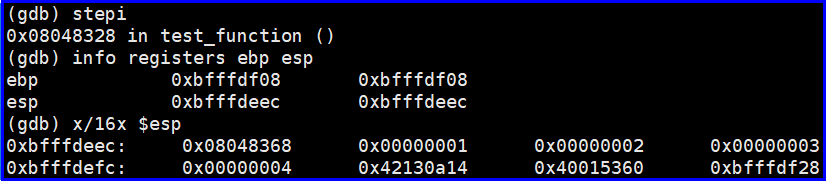 (gdb) stepi
0x08048328 in test_function ()
(gdb) info registers ebp esp
ebp 0xbfffdf08 0xbfffdf08
esp 0xbfffdeec 0xbfffdeec
(gdb) x/16x $esp
0xbfffdeec: 0x08048368 0x00000001 0x00000002 0x00000003
0xbfffdefc: 0x00000004 0x42130a14 0x40015360 0xbfffdf28